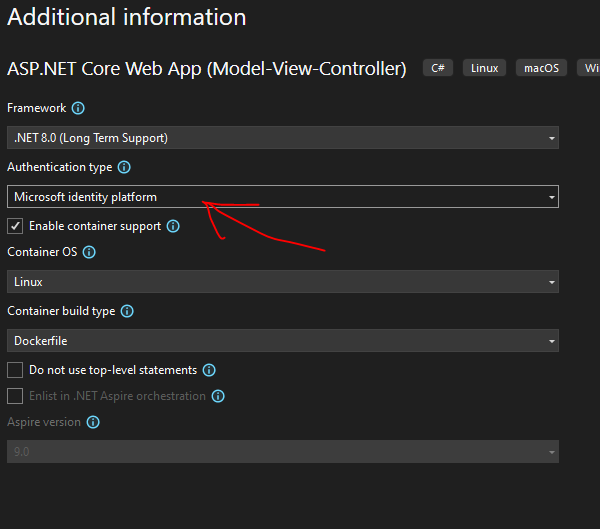 Additional information
ASP.NET Core Web App (Model-View-Controller) C# Linux macOS Wi
Framework
.NET 8.0 (Long Term Support)
Authentication type
Microsoft identity platform
Enable container support
Container OS
Linux
Container build type
Dockerfile
Do not use top-level statements
Enlist in .NET Aspire orchestration
Aspire version
9.0